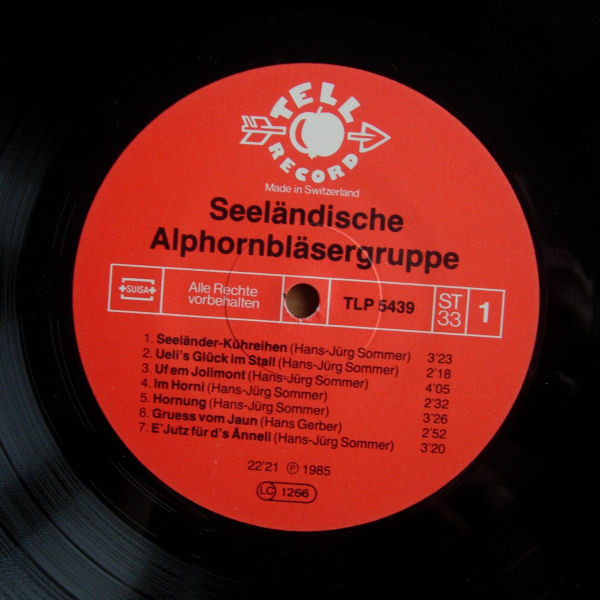 TELL
RECORD
Made in Switzerland
Seeländische
Alphornbläsergruppe
+SUISA+
Alle Rechte
vorbehalten
TLP 5439
ST
33
1
1. Seeländer-Kühreihen (Hans-Jürg Sommer) 3'23
2. Ueli's Glück im Stall (Hans-Jürg Sommer) 2'18
3. Uf em Jolimont (Hans-Jürg Sommer) 4'05
4. Im Horni (Hans-Jürg Sommer) 2'32
5. Hornung (Hans-Jürg Sommer) 3'26
6. Gruess vom Jaun (Hans Gerber) 2'52
7. E'Jutz für d's Änneli (Hans-Jürg Sommer) 3'20
22'21 ℗ 1985
LC 1266